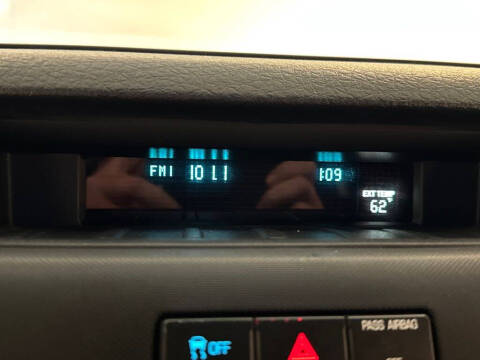 FM1 101.1 1:09
EXT TEMP
62°
PASS AIRBAG
OFF